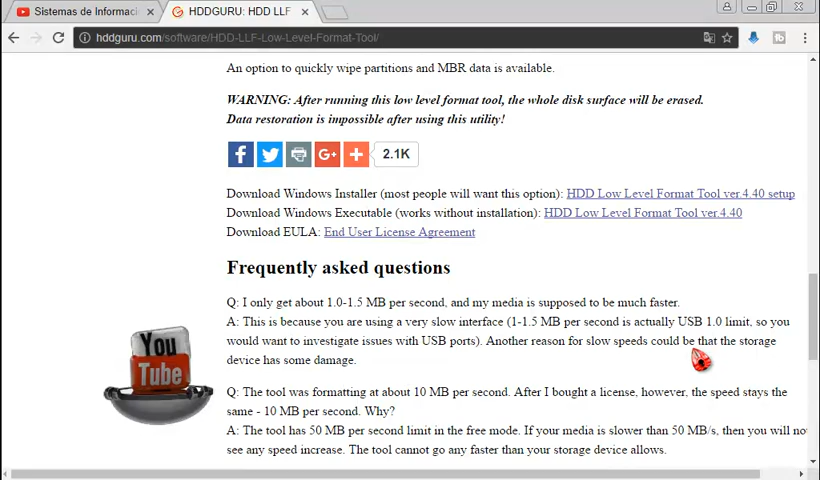 Sistemas de Informaci
HDDGURU: HDD LLF
hddguru.com/software/HDD-LLF-Low-Level-Format-Tool/
An option to quickly wipe partitions and MBR data is available.
WARNING: After running this low level format tool, the whole disk surface will be erased.
Data restoration is impossible after using this utility!
2.1K
Download Windows Installer (most people will want this option): HDD Low Level Format Tool ver.4.40 setup
Download Windows Executable (works without installation): HDD Low Level Format Tool ver.4.40
Download EULA: End User License Agreement
Frequently asked questions
Q: I only get about 1.0-1.5 MB per second, and my media is supposed to be much faster.
A: This is because you are using a very slow interface (1-1.5 MB per second is actually USB 1.0 limit, so you
would want to investigate issues with USB ports). Another reason for slow speeds could be that the storage
device has some damage.
Q: The tool was formatting at about 10 MB per second. After I bought a license, however, the speed stays the
same - 10 MB per second. Why?
A: The tool has 50 MB per second limit in the free mode. If your media is slower than 50 MB/s, then you will no
see any speed increase. The tool cannot go any faster than your storage device allows.
You
Tube